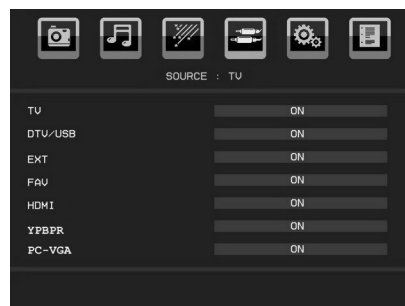 SOURCE : TV
TV ON
DTV/USB ON
EXT ON
FAV ON
HDMI ON
YPBPR ON
PC-VGA ON